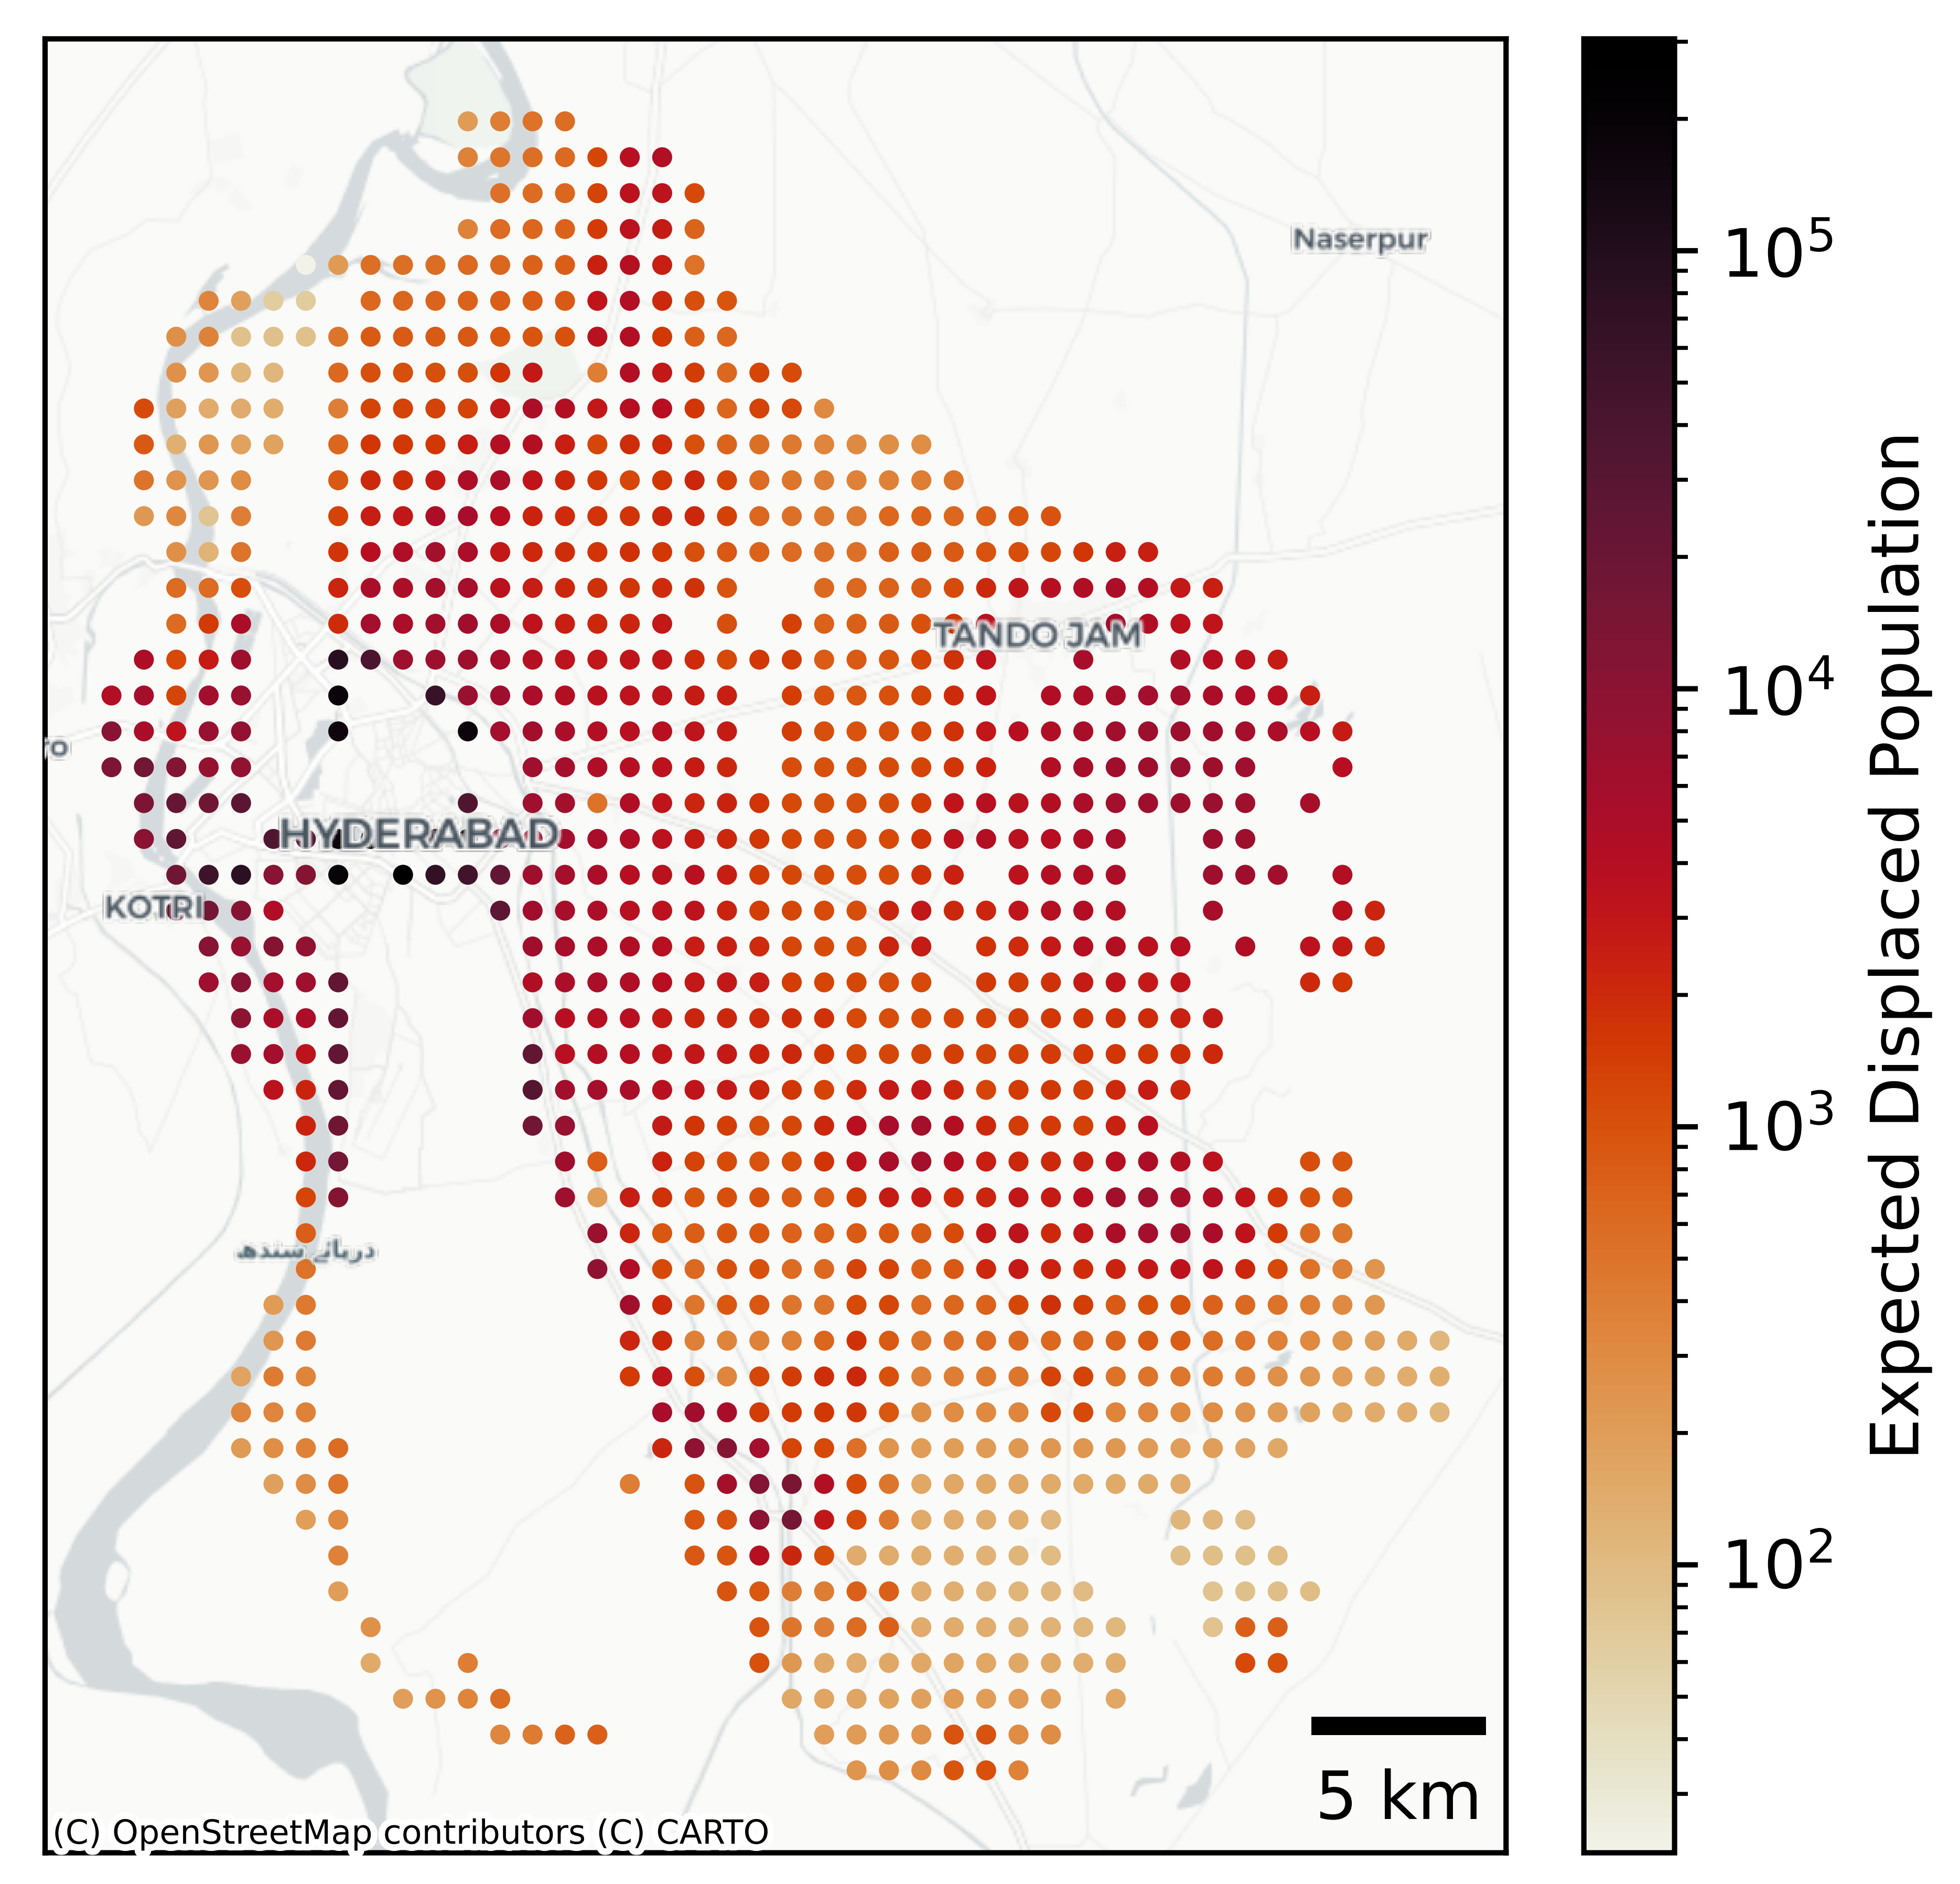 Naserpur
TANDO JAM
ro
HYDERABAD
KOTRI
دریائے سندھ
5 km
(C) OpenStreetMap contributors (C) CARTO
10^5
10^4
10^3
10^2
Expected Displaced Population